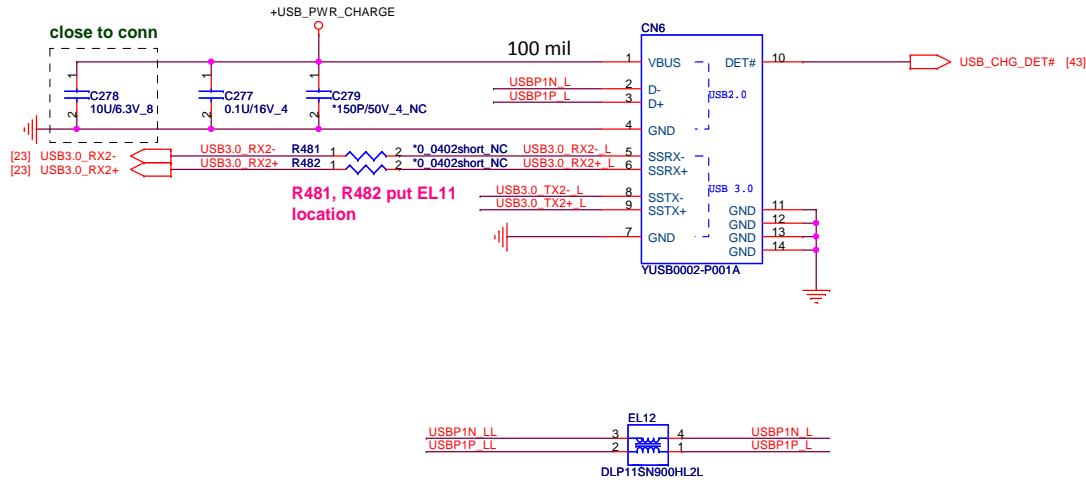 +USB_PWR_CHARGE
close to conn
CN6
100 mil
1 VBUS DET# 10 USB_CHG_DET# [43]
USBP1N_L 2 D-
USBP1P_L 3 D+
USB2.0
4 GND
1 C278 2 10U/6.3V_8
1 C277 2 0.1U/16V_4
1 C279 2 *150P/50V_4_NC
[23] USB3.0_RX2- USB3.0_RX2- R481 1 2 *0_0402short_NC USB3.0_RX2-_L 5 SSRX-
[23] USB3.0_RX2+ USB3.0_RX2+ R482 1 2 *0_0402short_NC USB3.0_RX2+_L 6 SSRX+
R481, R482 put EL11
location
USB 3.0
USB3.0_TX2-_L 8 SSTX-
USB3.0_TX2+_L 9 SSTX+
7 GND
GND 11
GND 12
GND 13
GND 14
YUSB0002-P001A
EL12
USBP1N_LL 3 4 USBP1N_L
USBP1P_LL 2 1 USBP1P_L
DLP11SN900HL2L